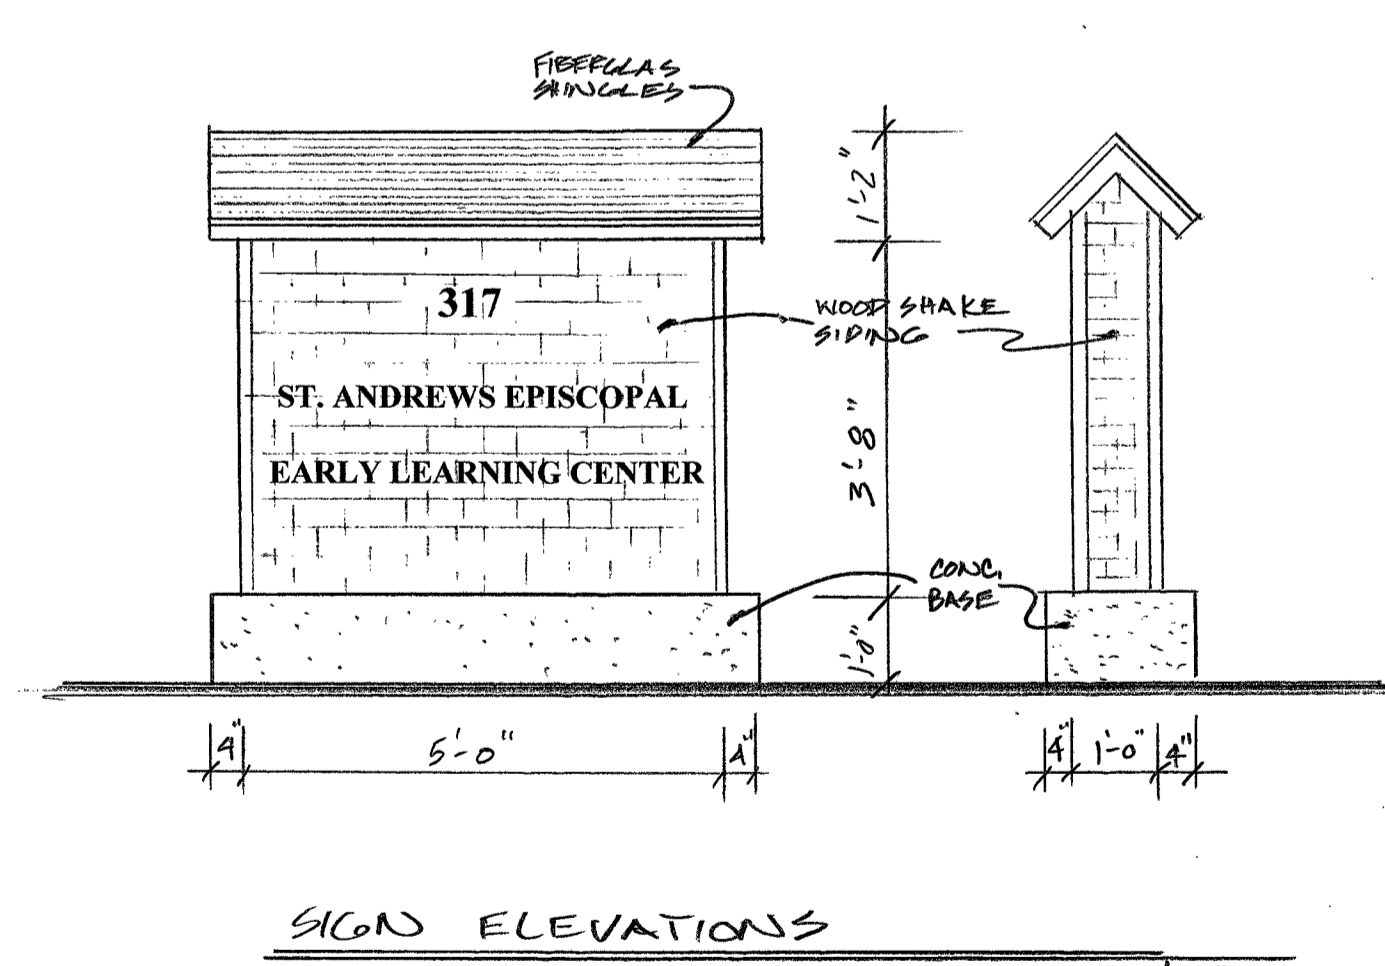 FIBERGLAS
SHINGLES
1'-2"
317
WOOD SHAKE
SIDING
ST. ANDREWS EPISCOPAL
3'-8"
EARLY LEARNING CENTER
CONC.
BASE
1'-0"
4" 5'-0" 4" 4" 1'-0" 4"
SIGN ELEVATIONS